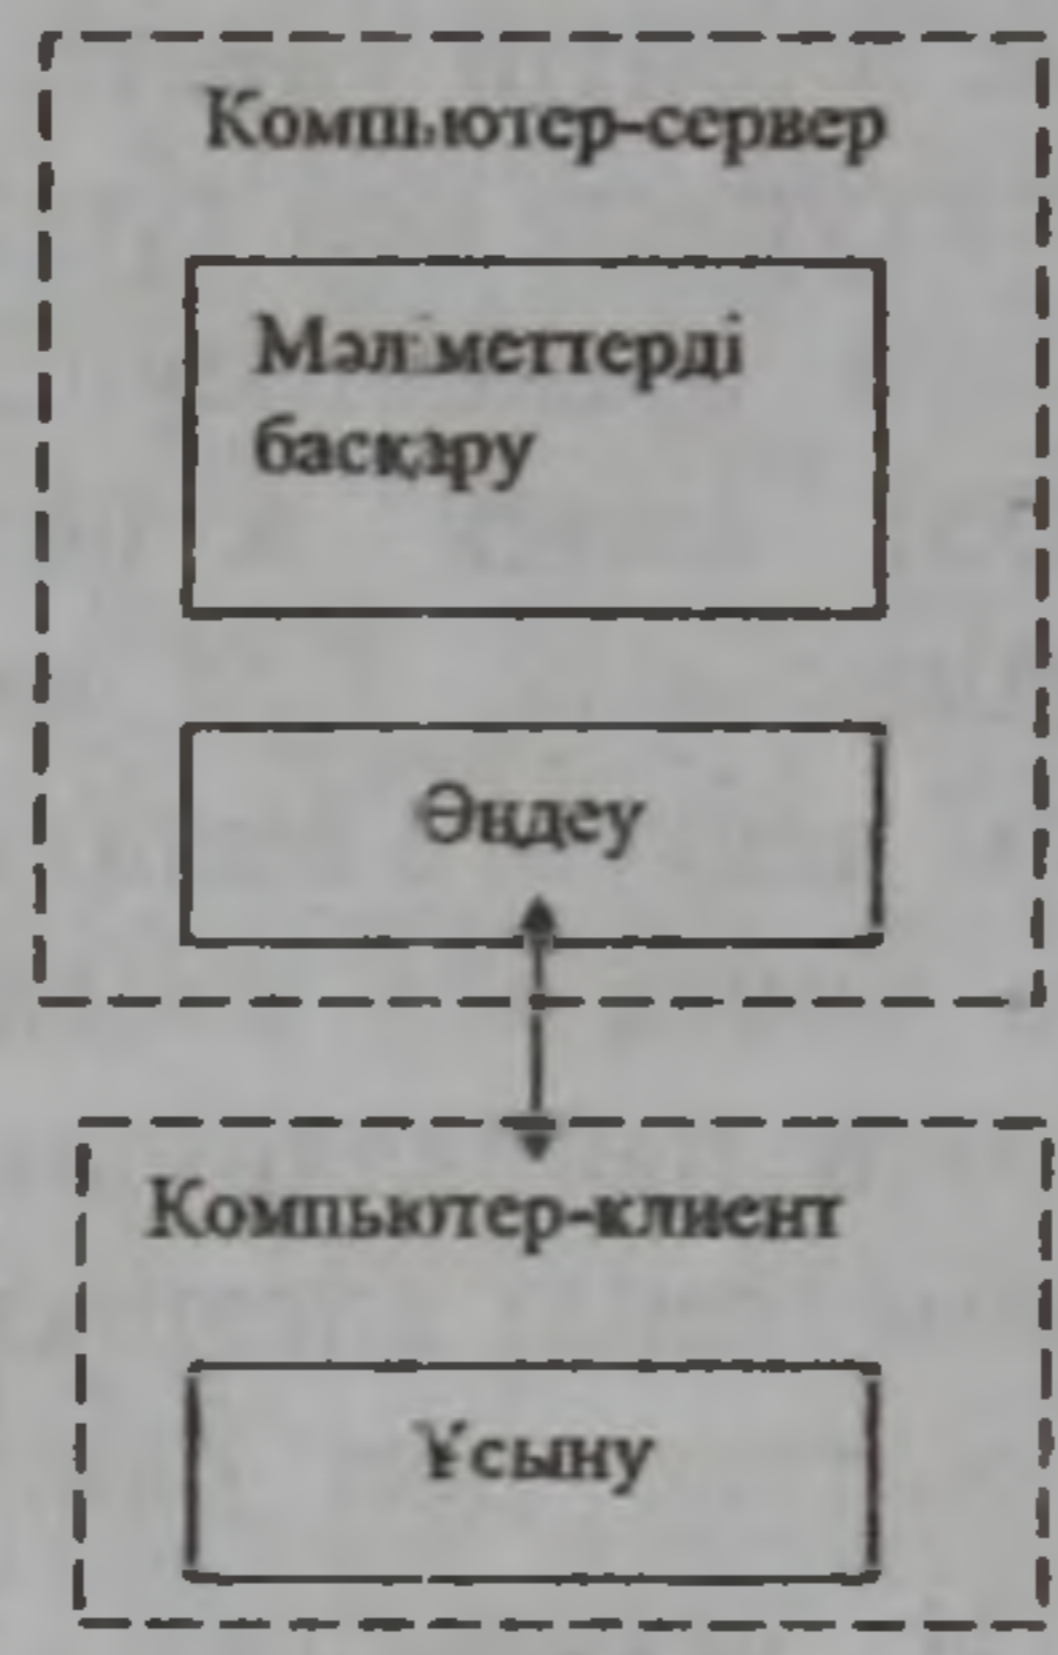 Компьютер-сервер
Мәліметтерді
басқару
Өңдеу
Компьютер-клиент
Ұсыну